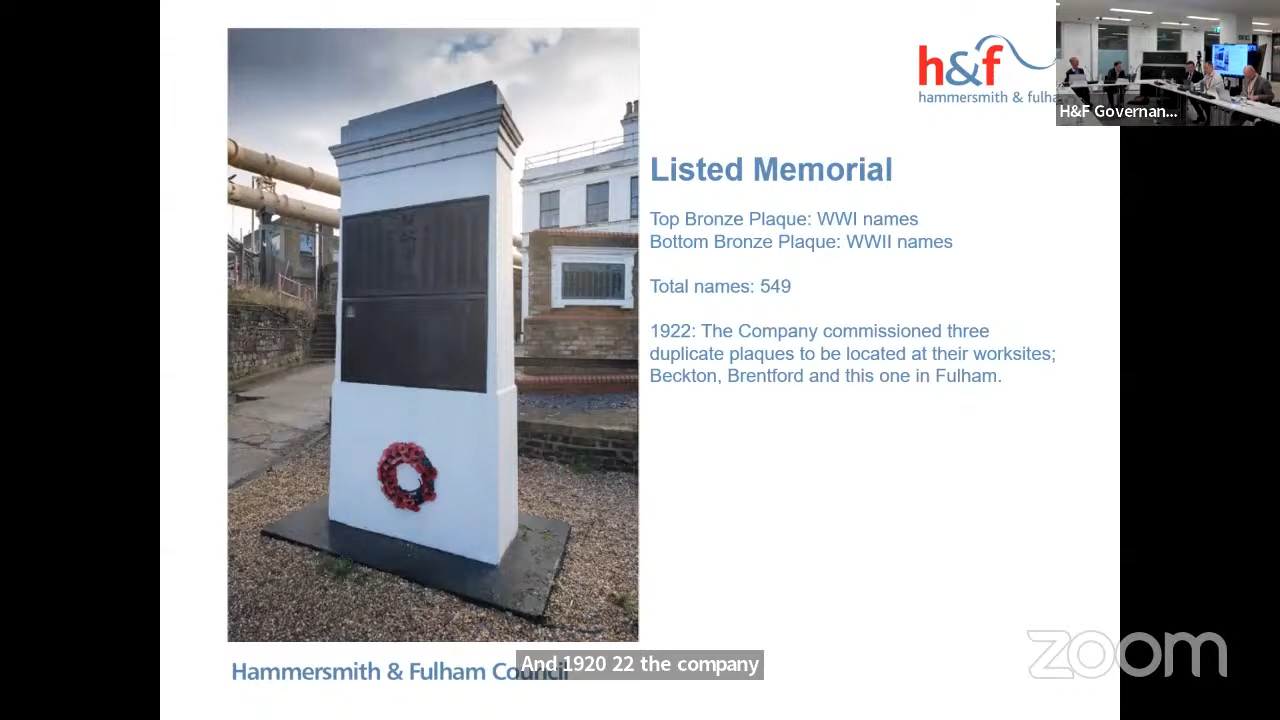 h&f
hammersmith & fulha
H&F Governan...
Listed Memorial
Top Bronze Plaque: WWI names
Bottom Bronze Plaque: WWII names
Total names: 549
1922: The Company commissioned three
duplicate plaques to be located at their worksites;
Beckton, Brentford and this one in Fulham.
Hammersmith & Fulham Council
And 1920 22 the company
zoom